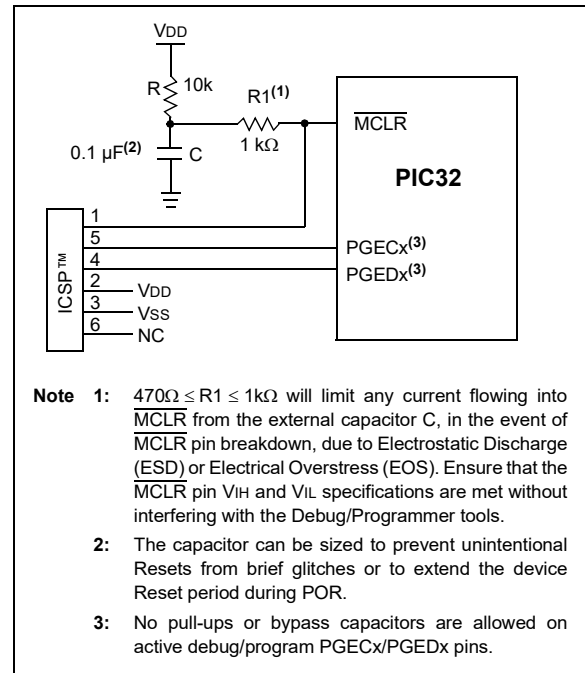 VDD
R 10k
R1(1)
0.1 µF(2)
C
1 kΩ
MCLR
PIC32
1
5
4
2
3
6
ICSP™
PGECx(3)
PGEDx(3)
VDD
VSS
NC
Note 1: 470Ω ≤ R1 ≤ 1kΩ will limit any current flowing into
MCLR from the external capacitor C, in the event of
MCLR pin breakdown, due to Electrostatic Discharge
(ESD) or Electrical Overstress (EOS). Ensure that the
MCLR pin VIH and VIL specifications are met without
interfering with the Debug/Programmer tools.
2: The capacitor can be sized to prevent unintentional
Resets from brief glitches or to extend the device
Reset period during POR.
3: No pull-ups or bypass capacitors are allowed on
active debug/program PGECx/PGEDx pins.